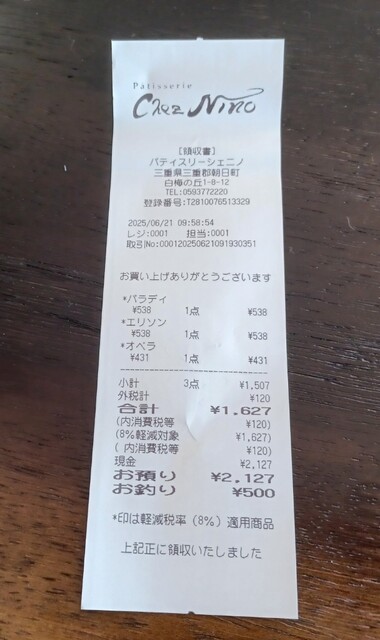 Patisserie
Chez Nino
[領収書]
パティスリーシェニノ
三重県三重郡朝日町
白梅の丘1-8-12
TEL:0593772220
登録番号:T2810076513329
2025/06/21 09:58:54
レジ:0001 担当:0001
取引No:000120250621091930351
お買い上げありがとうございます
*パラディ
¥538 1点 ¥538
*エリソン
¥538 1点 ¥538
*オペラ
¥431 1点 ¥431
小計 3点 ¥1,507
外税計 ¥120
合計 ¥1,627
(内消費税等 ¥120)
(8%軽減対象 ¥1,627)
( 内消費税等 ¥120)
現金 ¥2,127
お預り ¥2,127
お釣り ¥500
*印は軽減税率(8%)適用商品
上記正に領収いたしました